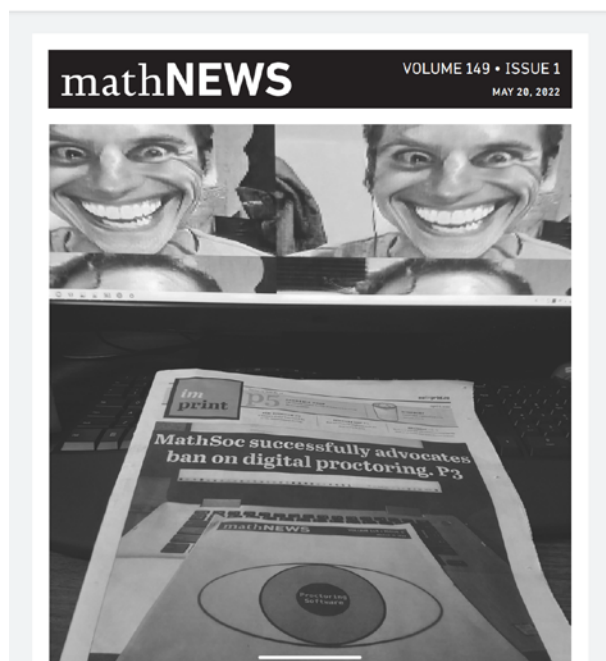 mathNEWS
VOLUME 149 • ISSUE 1
MAY 20, 2022
im
print
P5
MathSoc successfully advocates
ban on digital proctoring. P3
mathNEWS
Proctoring
Software